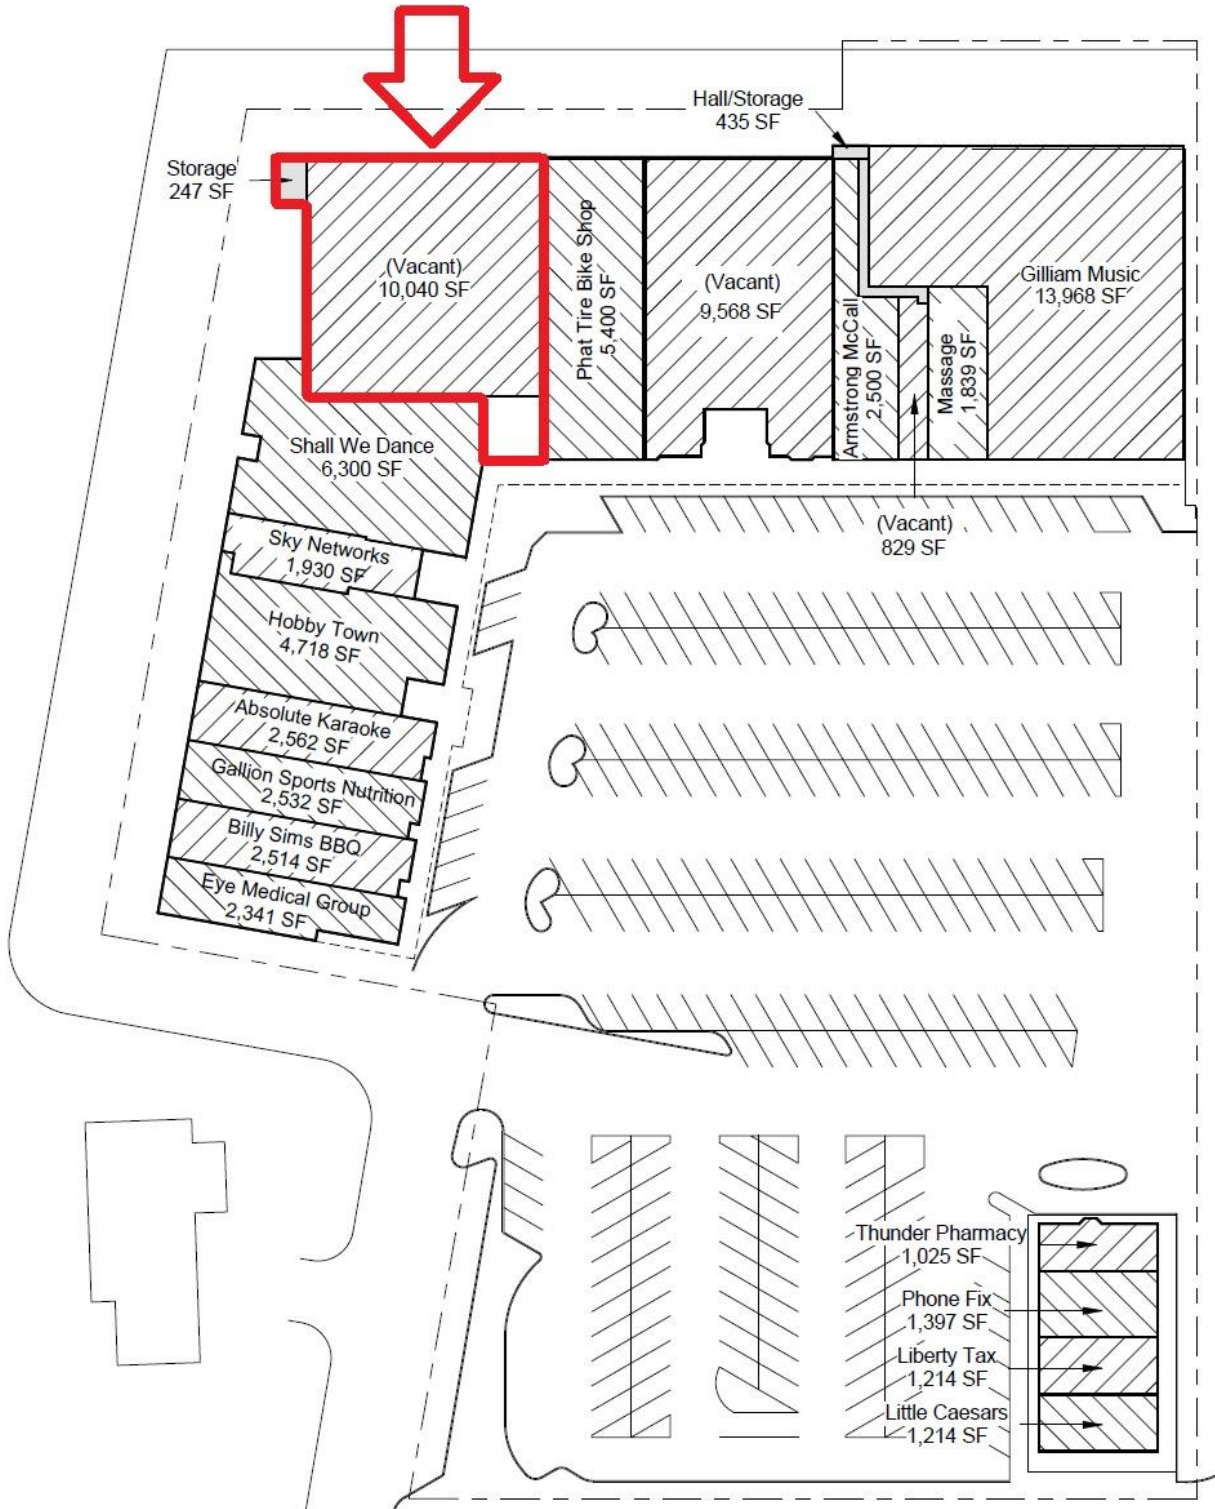 Hall/Storage
435 SF
Storage
247 SF
(Vacant)
10,040 SF
Phat Tire Bike Shop
5,400 SF
(Vacant)
9,568 SF
Armstrong McCall
2,500 SF
Massage
1,839 SF
Gilliam Music
13,968 SF
(Vacant)
829 SF
Shall We Dance
6,300 SF
Sky Networks
1,930 SF
Hobby Town
4,718 SF
Absolute Karaoke
2,562 SF
Gallion Sports Nutrition
2,532 SF
Billy Sims BBQ
2,514 SF
Eye Medical Group
2,341 SF
Thunder Pharmacy
1,025 SF
Phone Fix
1,397 SF
Liberty Tax
1,214 SF
Little Caesars
1,214 SF